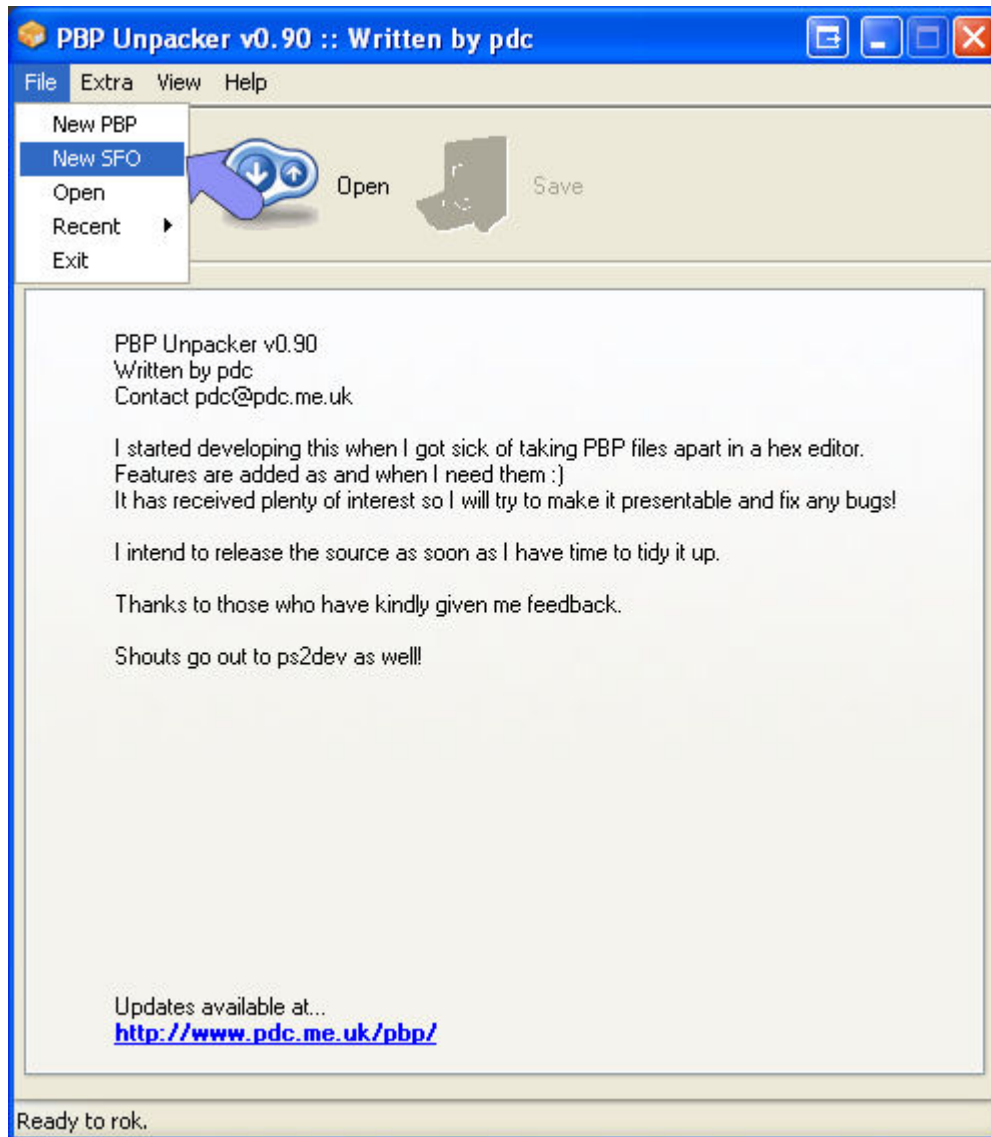 PBP Unpacker v0.90 :: Written by pdc
File Extra View Help
New PBP
New SFO
Open
Recent
Exit
Open
Save
PBP Unpacker v0.90
Written by pdc
Contact pdc@pdc.me.uk
I started developing this when I got sick of taking PBP files apart in a hex editor.
Features are added as and when I need them :)
It has received plenty of interest so I will try to make it presentable and fix any bugs!
I intend to release the source as soon as I have time to tidy it up.
Thanks to those who have kindly given me feedback.
Shouts go out to ps2dev as well!
Updates available at...
http://www.pdc.me.uk/pbp/
Ready to rok.